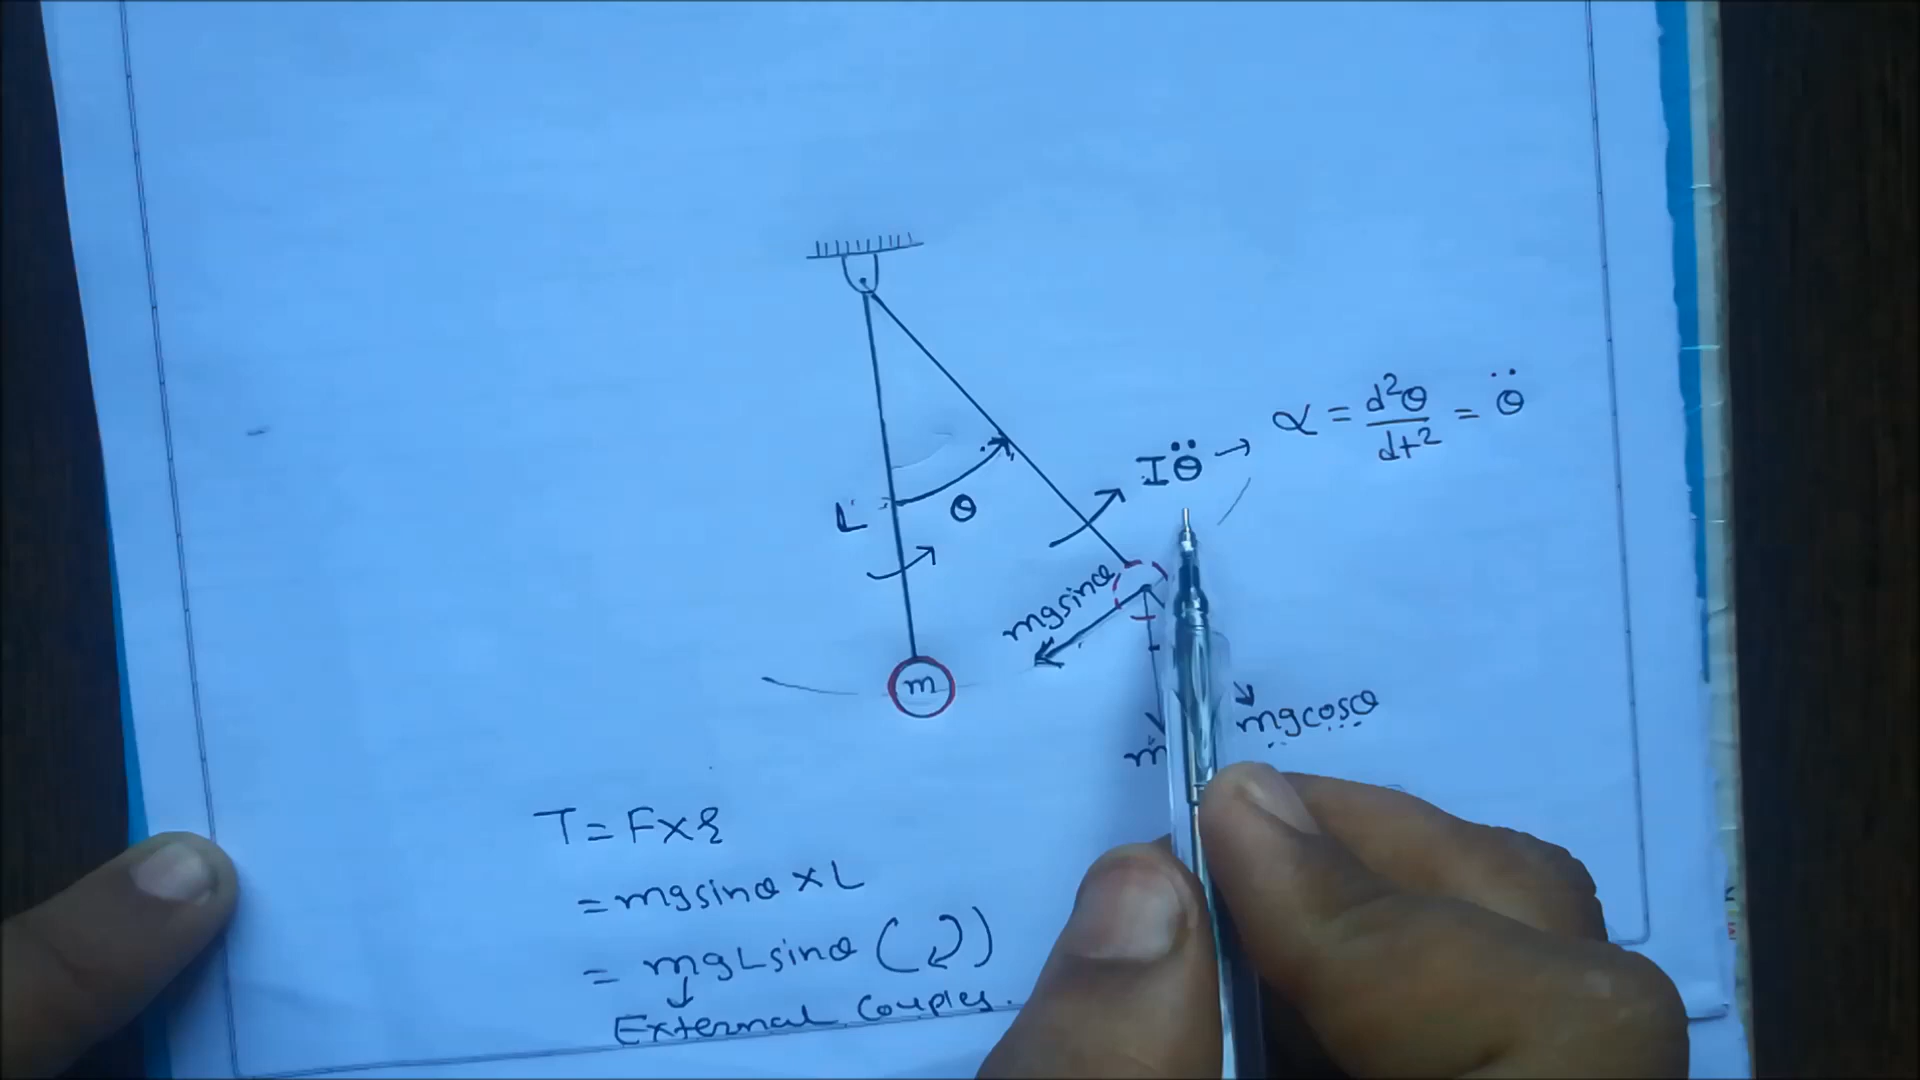 α = d²θ/dt² = θ̈
Iθ̈ →
L
θ
mgsinθ
m
mgcosθ
m
T = F×r
= mgsinθ × L
= mgLsinθ (↻)
↓
External Couples.